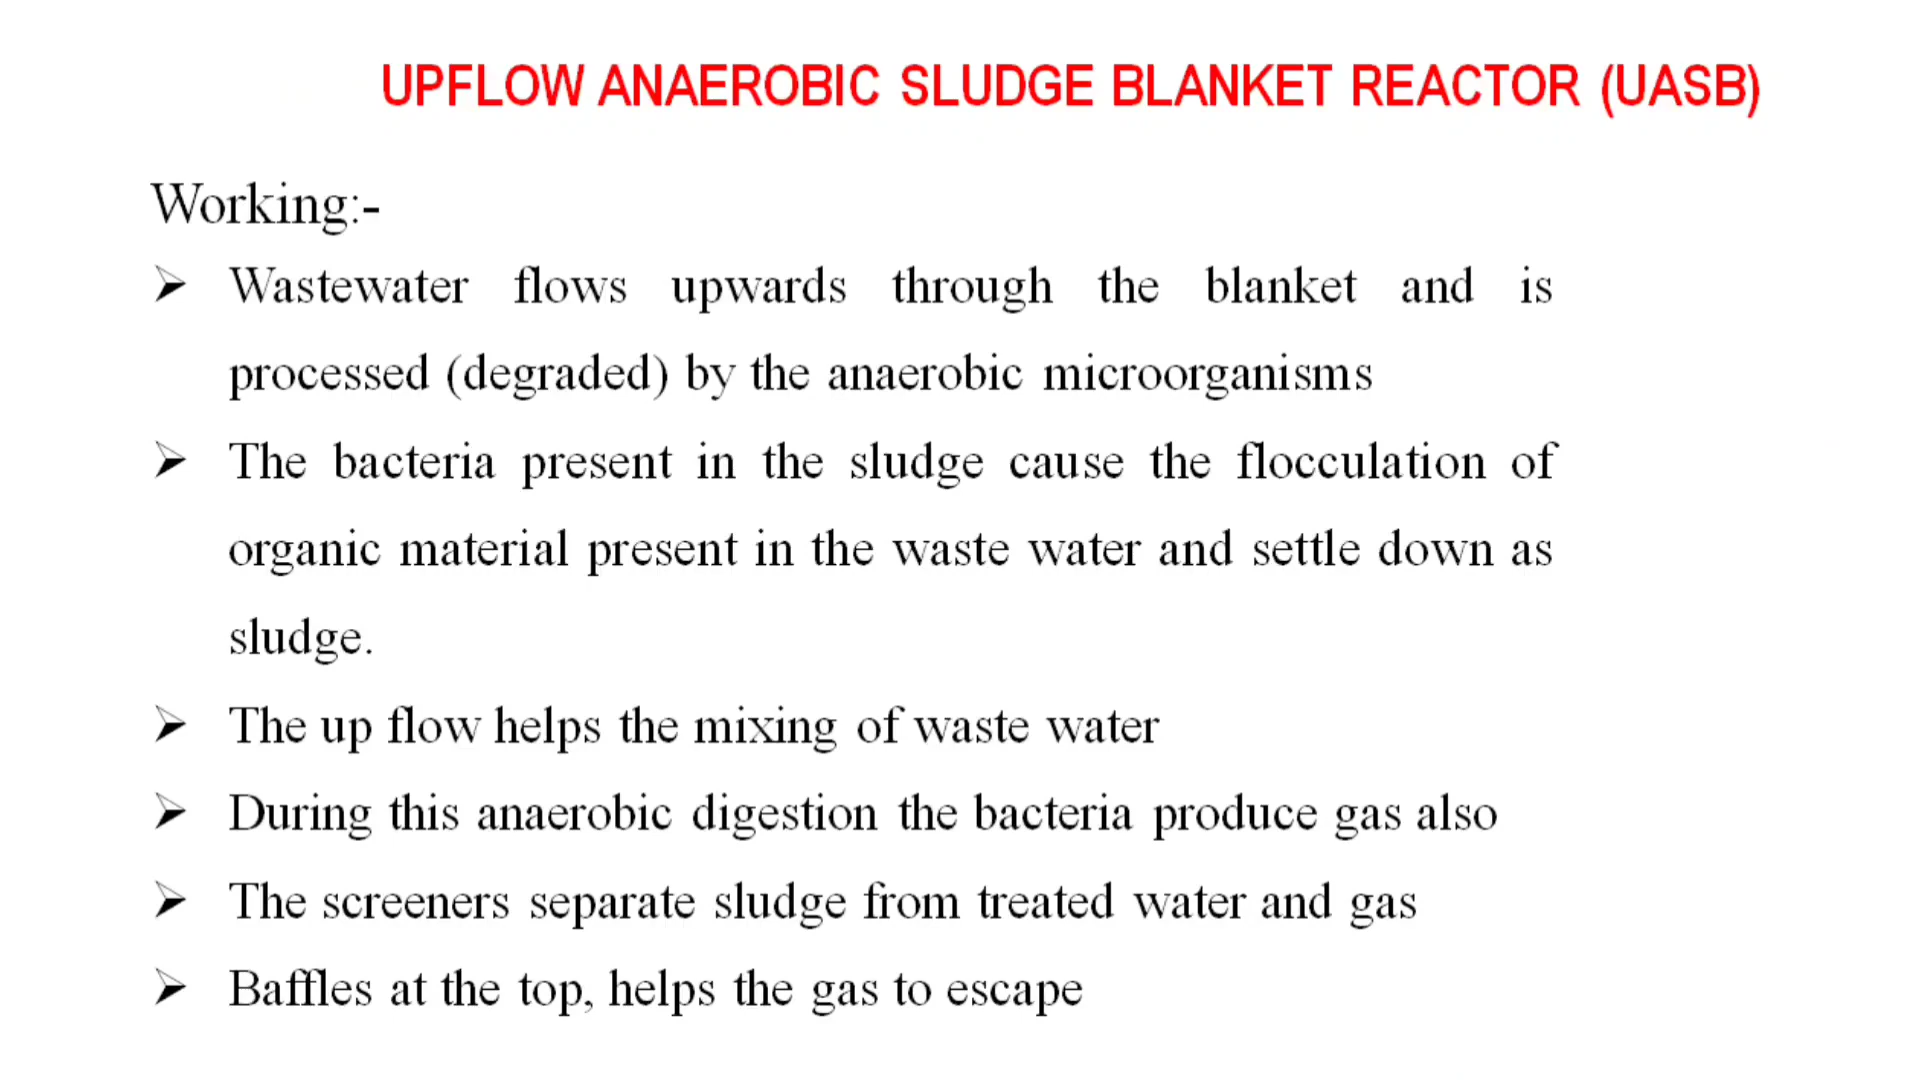 UPFLOW ANAEROBIC SLUDGE BLANKET REACTOR (UASB)
Working:-
➢ Wastewater flows upwards through the blanket and is
processed (degraded) by the anaerobic microorganisms
➢ The bacteria present in the sludge cause the flocculation of
organic material present in the waste water and settle down as
sludge.
➢ The up flow helps the mixing of waste water
➢ During this anaerobic digestion the bacteria produce gas also
➢ The screeners separate sludge from treated water and gas
➢ Baffles at the top, helps the gas to escape